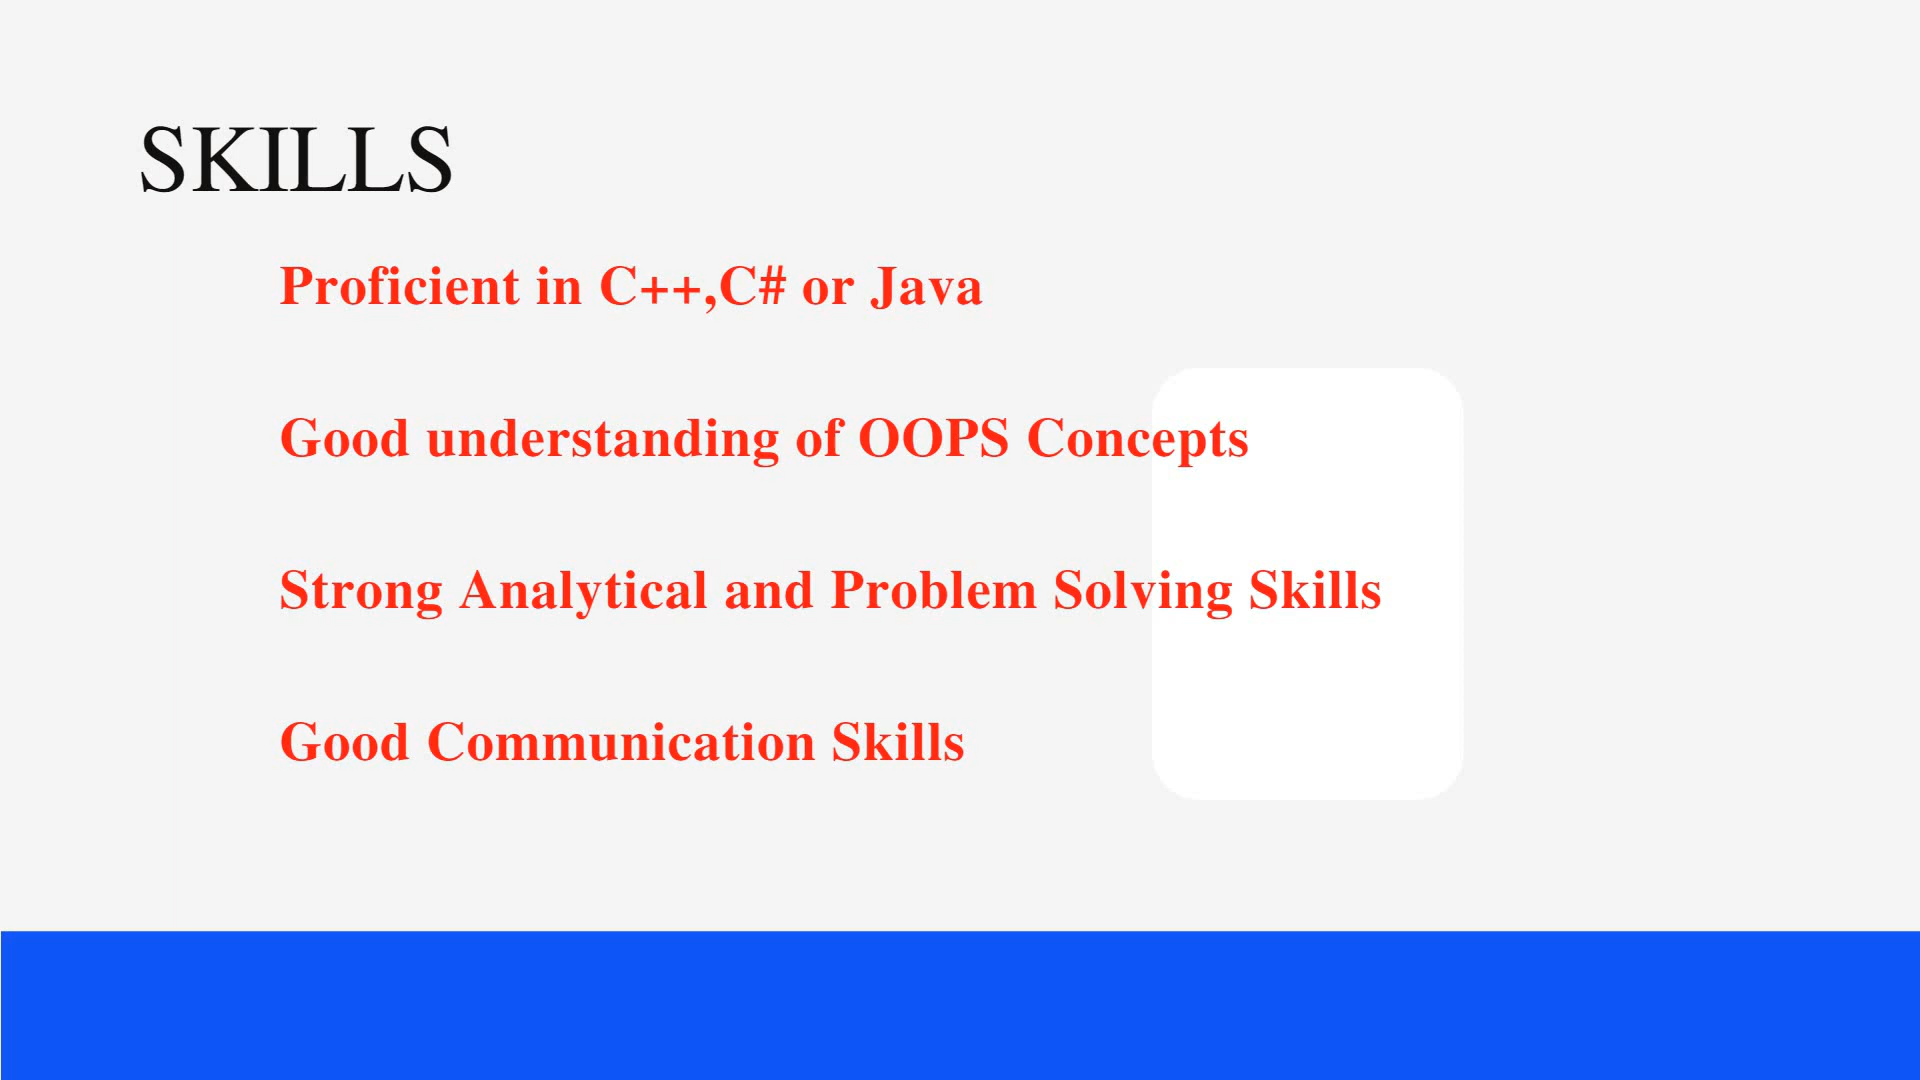 SKILLS
Proficient in C++,C# or Java
Good understanding of OOPS Concepts
Strong Analytical and Problem Solving Skills
Good Communication Skills